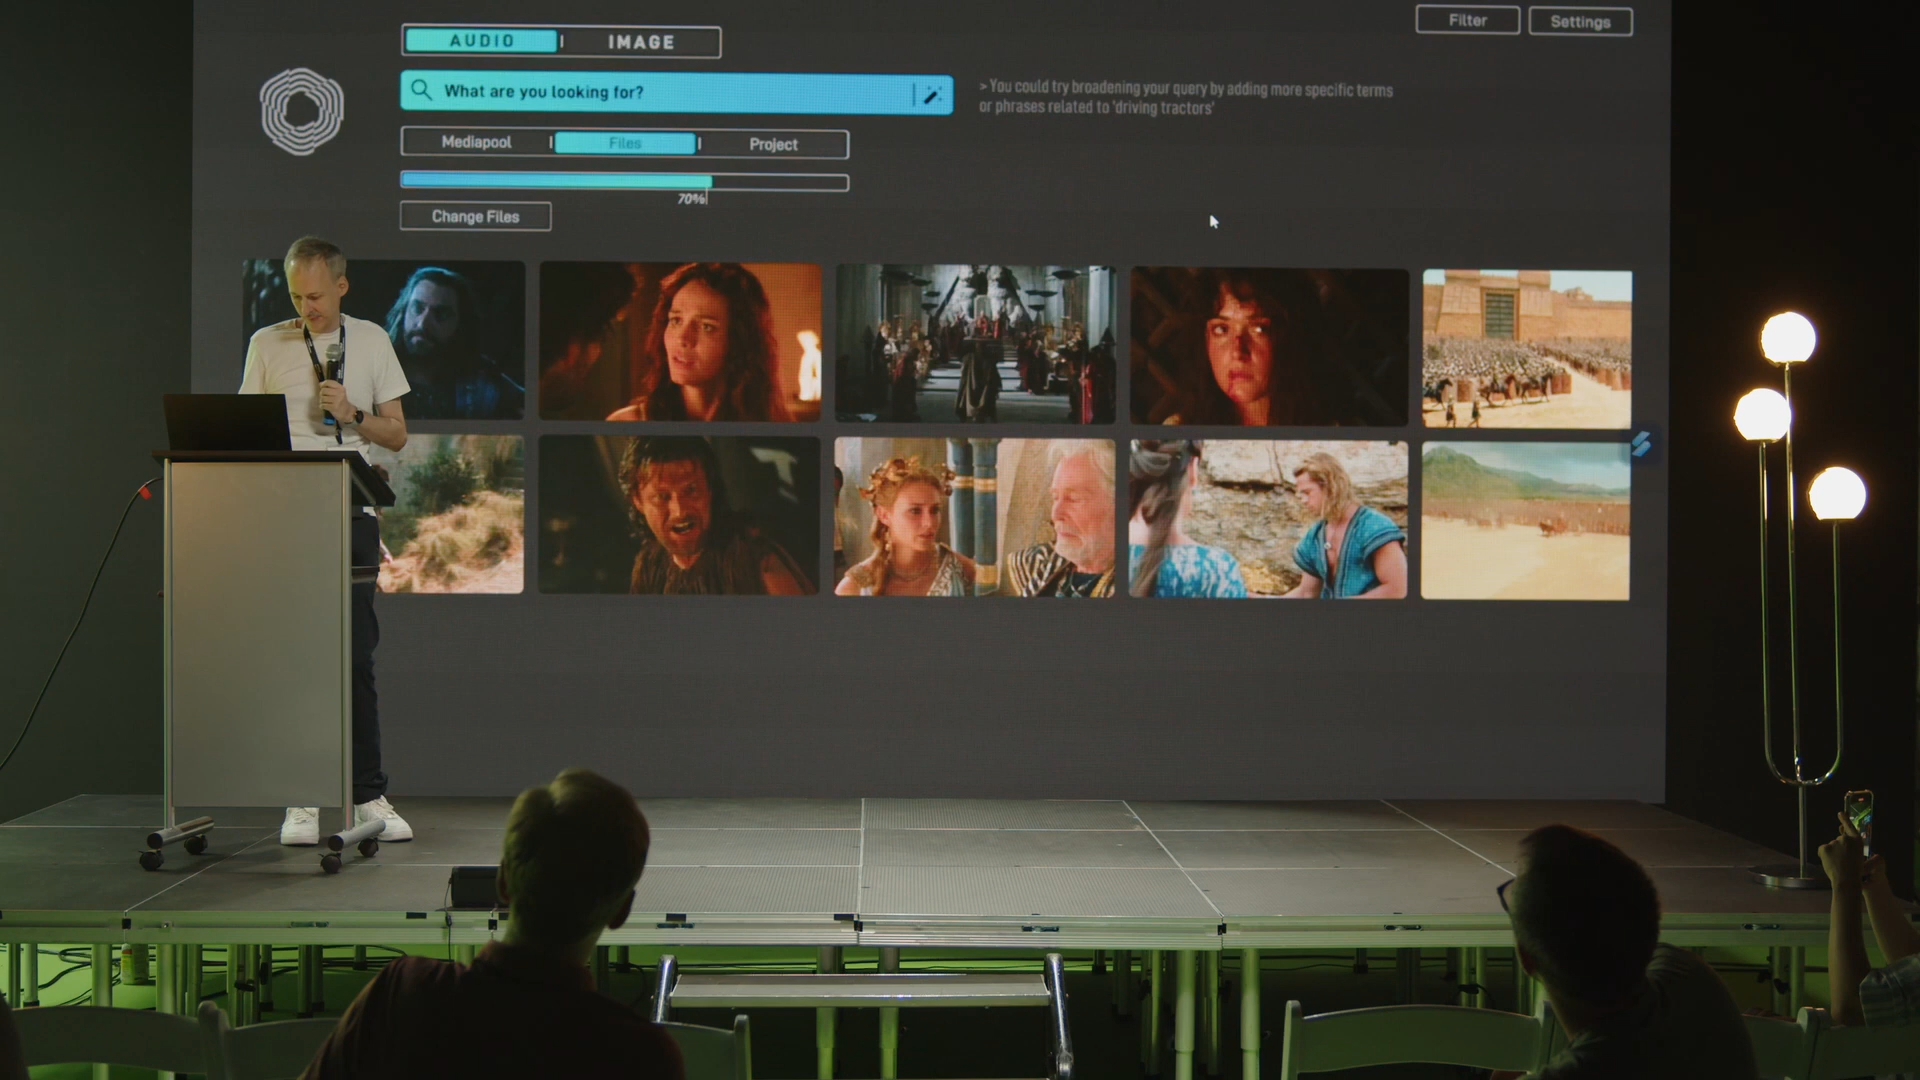 Filter
Settings
AUDIO
IMAGE
What are you looking for?
> You could try broadening your query by adding more specific terms
or phrases related to 'driving tractors'
Mediapool
Files
Project
70%
Change Files